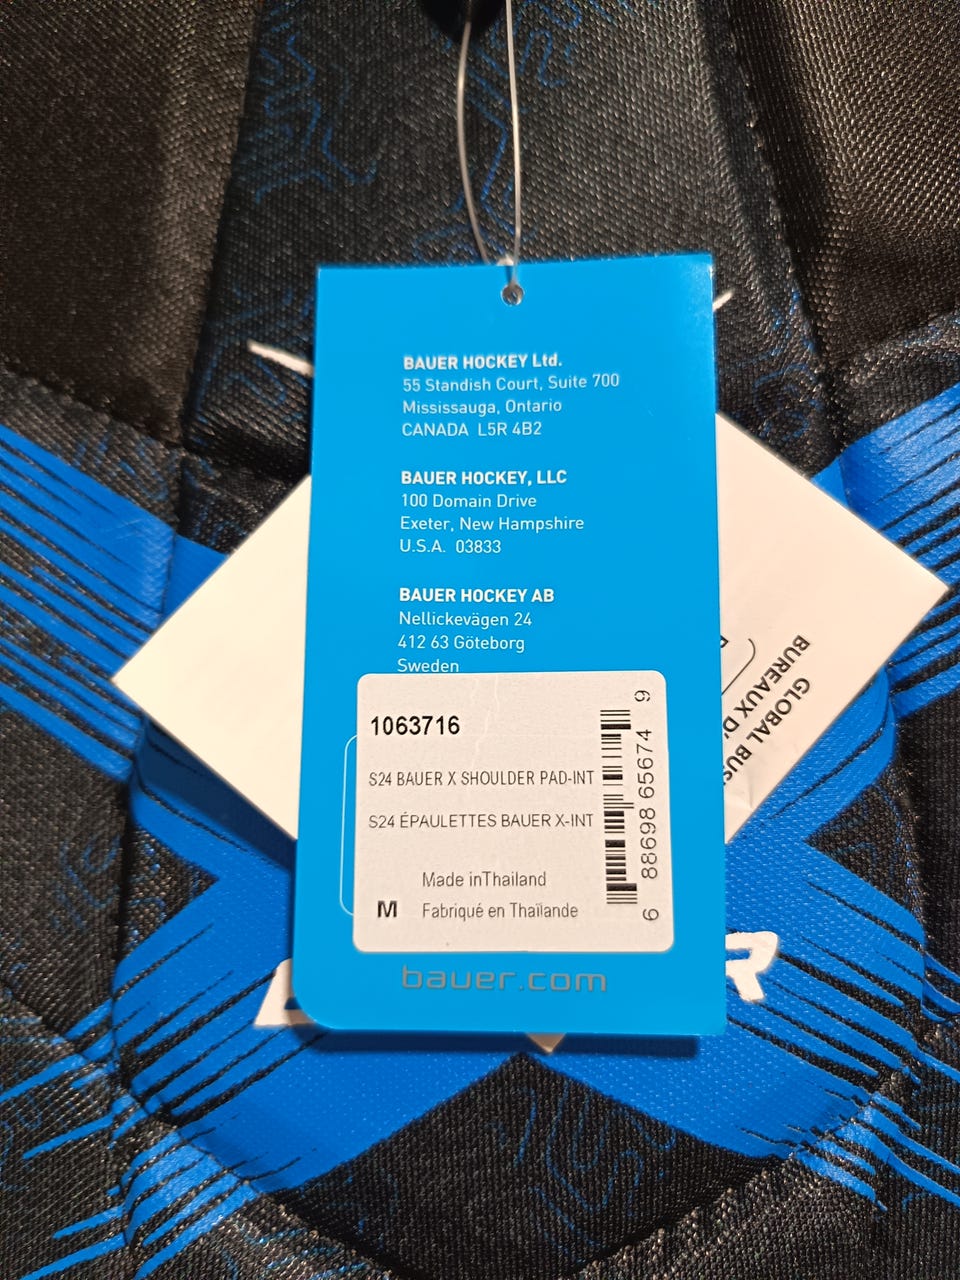 BAUER HOCKEY Ltd.
55 Standish Court, Suite 700
Mississauga, Ontario
CANADA L5R 4B2
BAUER HOCKEY, LLC
100 Domain Drive
Exeter, New Hampshire
U.S.A. 03833
BAUER HOCKEY AB
Nellickevägen 24
412 63 Göteborg
Sweden
1063716
S24 BAUER X SHOULDER PAD-INT
S24 ÉPAULETTES BAUER X-INT
Made inThailand
M Fabriqué en Thaïlande
6 88698 65674 9
bauer.com
GLOBAL BUS
BUREAUX D'
R